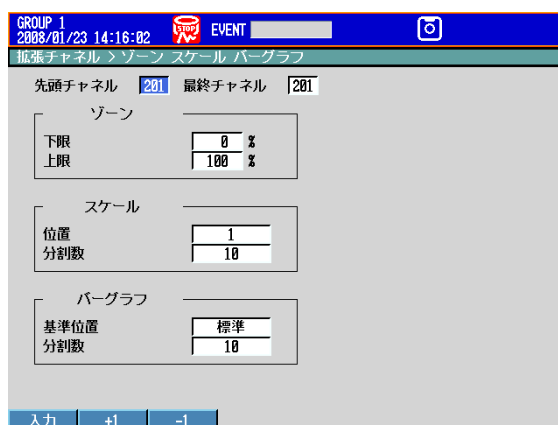 GROUP 1
2008/01/23 14:16:02 STOP EVENT
拡張チャネル > ゾーン スケール バーグラフ
先頭チャネル 201 最終チャネル 201
ゾーン
下限 0 %
上限 100 %
スケール
位置 1
分割数 10
バーグラフ
基準位置 標準
分割数 10
入力 +1 -1